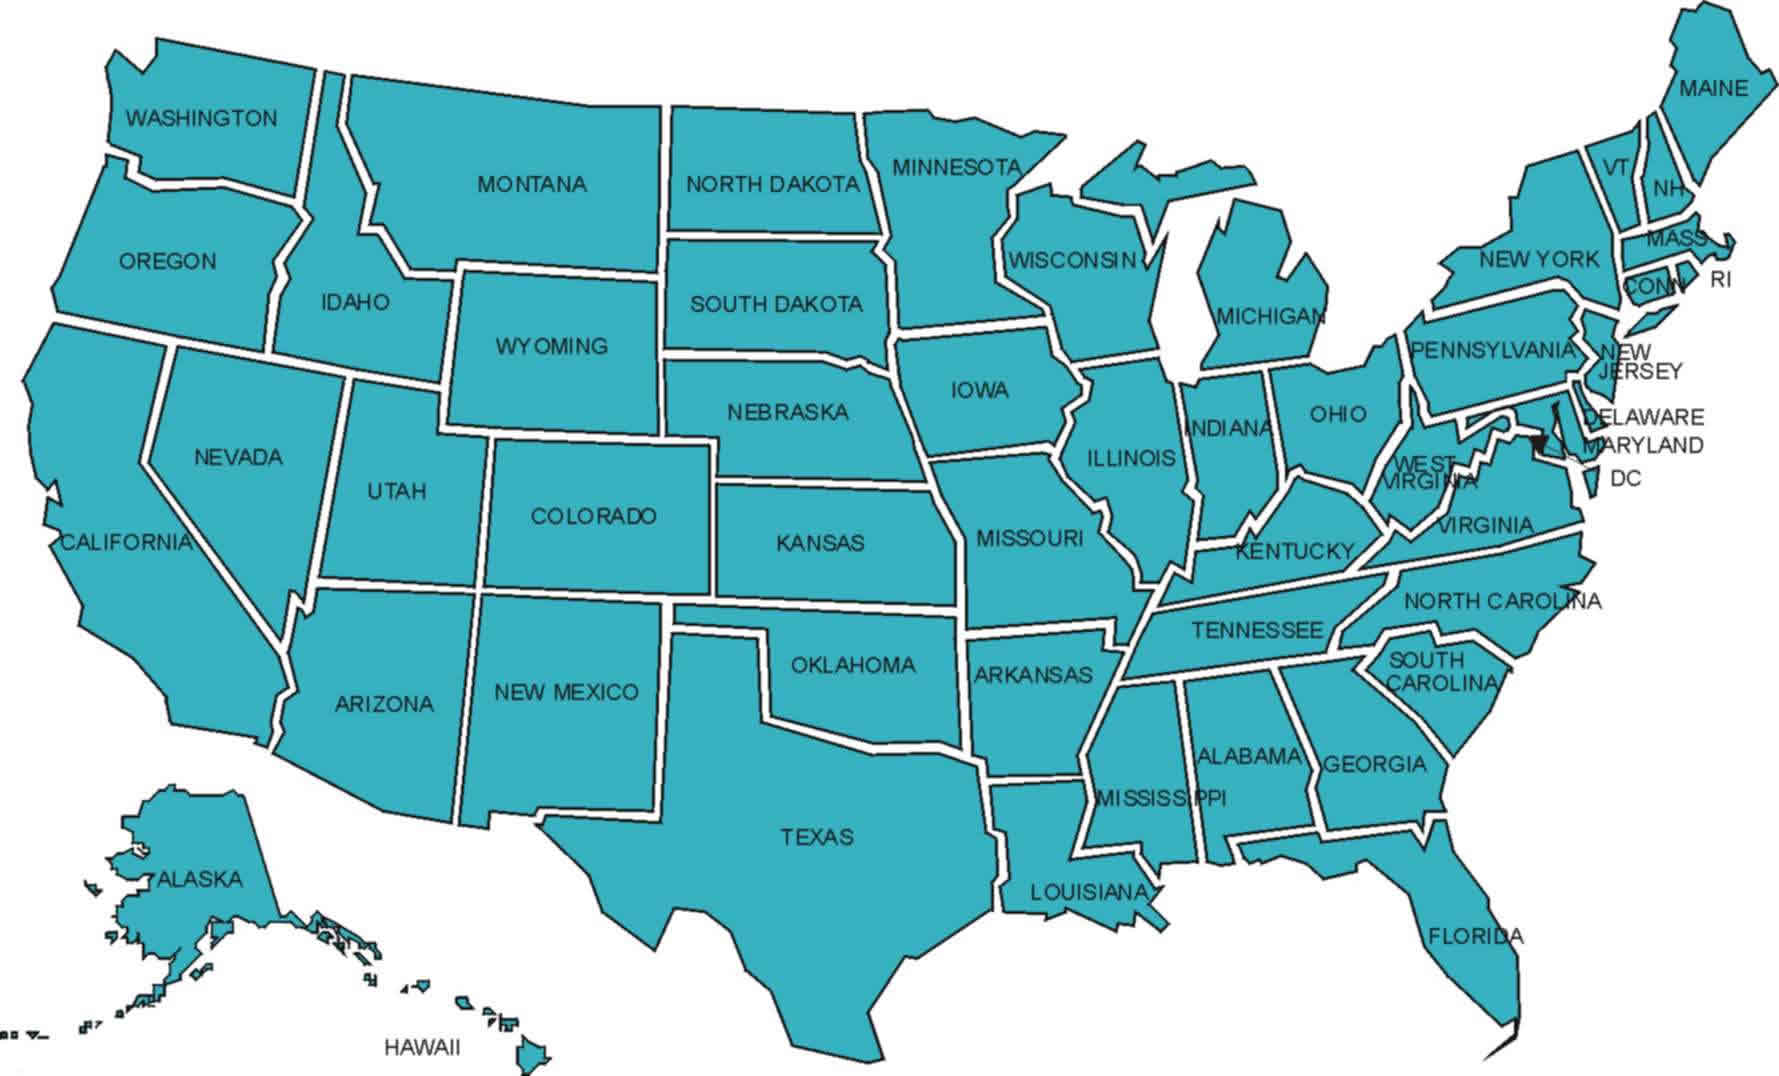 MAINE
WASHINGTON
VT
MINNESOTA
MONTANA
NORTH DAKOTA
NH
MASS
OREGON
WISCONSIN
NEW YORK
RI
CONN
IDAHO
SOUTH DAKOTA
MICHIGAN
WYOMING
PENNSYLVANIA
NEW
JERSEY
IOWA
NEBRASKA
OHIO
DELAWARE
INDIANA
MARYLAND
NEVADA
ILLINOIS
WEST
VIRGINIA
DC
UTAH
COLORADO
VIRGINIA
CALIFORNIA
KANSAS
MISSOURI
KENTUCKY
NORTH CAROLINA
TENNESSEE
OKLAHOMA
ARKANSAS
SOUTH
CAROLINA
NEW MEXICO
ARIZONA
ALABAMA
GEORGIA
MISSISSIPPI
TEXAS
ALASKA
LOUISIANA
FLORIDA
HAWAII